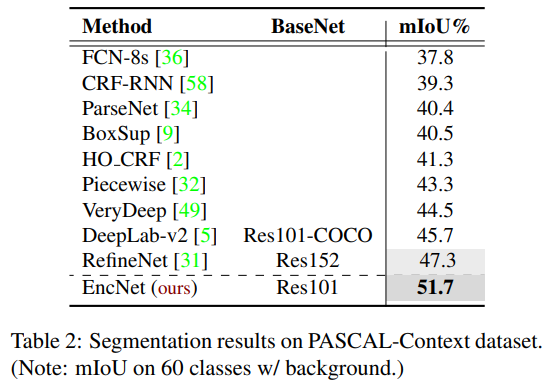 Method BaseNet mIoU%
FCN-8s [36] 37.8
CRF-RNN [58] 39.3
ParseNet [34] 40.4
BoxSup [9] 40.5
HO_CRF [2] 41.3
Piecewise [32] 43.3
VeryDeep [49] 44.5
DeepLab-v2 [5] Res101-COCO 45.7
RefineNet [31] Res152 47.3
EncNet (ours) Res101 51.7
Table 2: Segmentation results on PASCAL-Context dataset.
(Note: mIoU on 60 classes w/ background.)